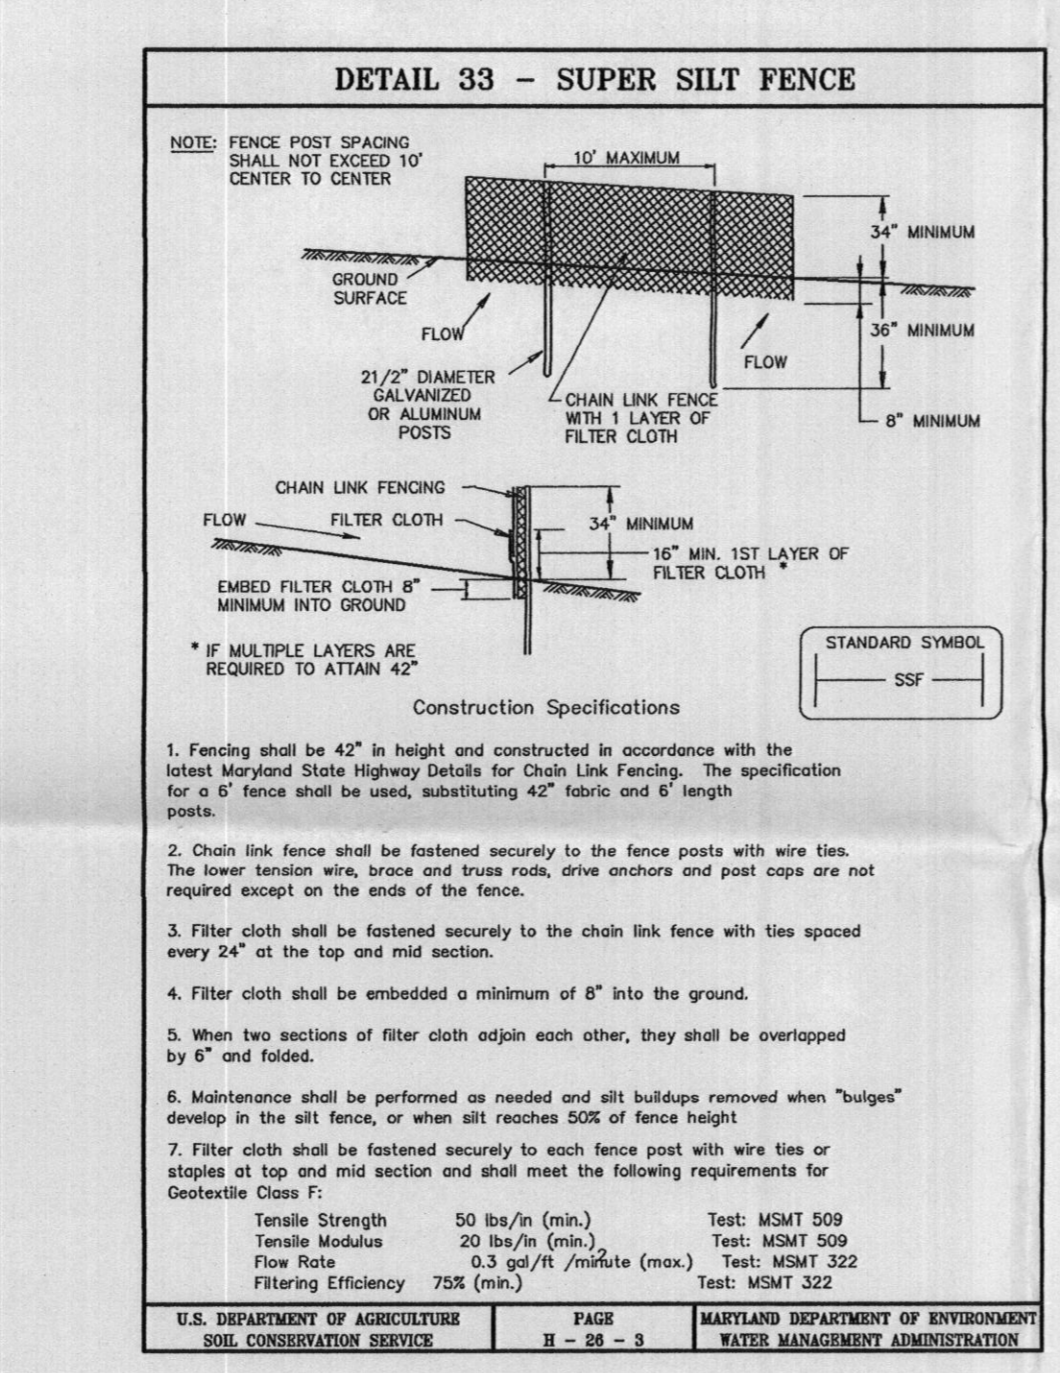 DETAIL 33 - SUPER SILT FENCE
NOTE: FENCE POST SPACING
SHALL NOT EXCEED 10'
CENTER TO CENTER
10' MAXIMUM
34" MINIMUM
GROUND
SURFACE
FLOW
36" MINIMUM
FLOW
21/2" DIAMETER
GALVANIZED
OR ALUMINUM
POSTS
CHAIN LINK FENCE
WITH 1 LAYER OF
FILTER CLOTH
8" MINIMUM
CHAIN LINK FENCING
FLOW
FILTER CLOTH
34" MINIMUM
16" MIN. 1ST LAYER OF
FILTER CLOTH *
EMBED FILTER CLOTH 8"
MINIMUM INTO GROUND
* IF MULTIPLE LAYERS ARE
REQUIRED TO ATTAIN 42"
STANDARD SYMBOL
SSF
Construction Specifications
1. Fencing shall be 42" in height and constructed in accordance with the
latest Maryland State Highway Details for Chain Link Fencing. The specification
for a 6' fence shall be used, substituting 42" fabric and 6' length
posts.
2. Chain link fence shall be fastened securely to the fence posts with wire ties.
The lower tension wire, brace and truss rods, drive anchors and post caps are not
required except on the ends of the fence.
3. Filter cloth shall be fastened securely to the chain link fence with ties spaced
every 24" at the top and mid section.
4. Filter cloth shall be embedded a minimum of 8" into the ground.
5. When two sections of filter cloth adjoin each other, they shall be overlapped
by 6" and folded.
6. Maintenance shall be performed as needed and silt buildups removed when "bulges"
develop in the silt fence, or when silt reaches 50% of fence height
7. Filter cloth shall be fastened securely to each fence post with wire ties or
staples at top and mid section and shall meet the following requirements for
Geotextile Class F:
Tensile Strength 50 lbs/in (min.) Test: MSMT 509
Tensile Modulus 20 lbs/in (min.) Test: MSMT 509
Flow Rate 0.3 gal/ft²/minute (max.) Test: MSMT 322
Filtering Efficiency 75% (min.) Test: MSMT 322
U.S. DEPARTMENT OF AGRICULTURE
SOIL CONSERVATION SERVICE
PAGE
H - 26 - 3
MARYLAND DEPARTMENT OF ENVIRONMENT
WATER MANAGEMENT ADMINISTRATION